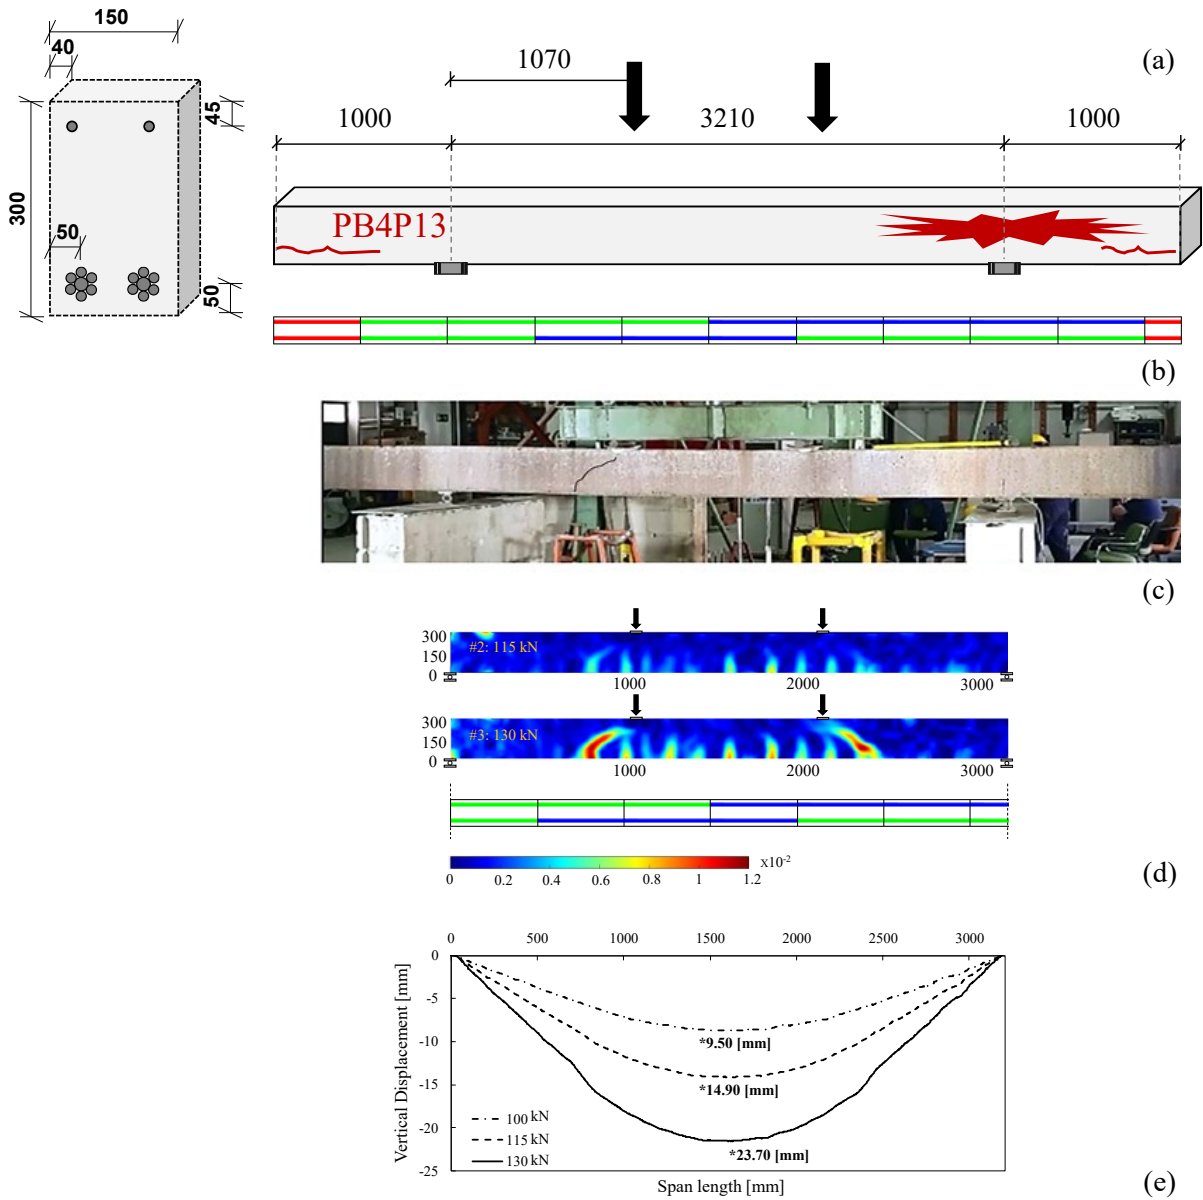 150
40
45
300
50
50
1070
(a)
1000
3210
1000
PB4P13
(b)
(c)
300
150
0
#2: 115 kN
1000
2000
3000
300
150
0
#3: 130 kN
1000
2000
3000
0
0.2
0.4
0.6
0.8
1
1.2
x10-2
(d)
0
500
1000
1500
2000
2500
3000
0
-5
-10
-15
-20
-25
Vertical Displacement [mm]
*9.50 [mm]
*14.90 [mm]
*23.70 [mm]
100 kN
115 kN
130 kN
Span length [mm]
(e)